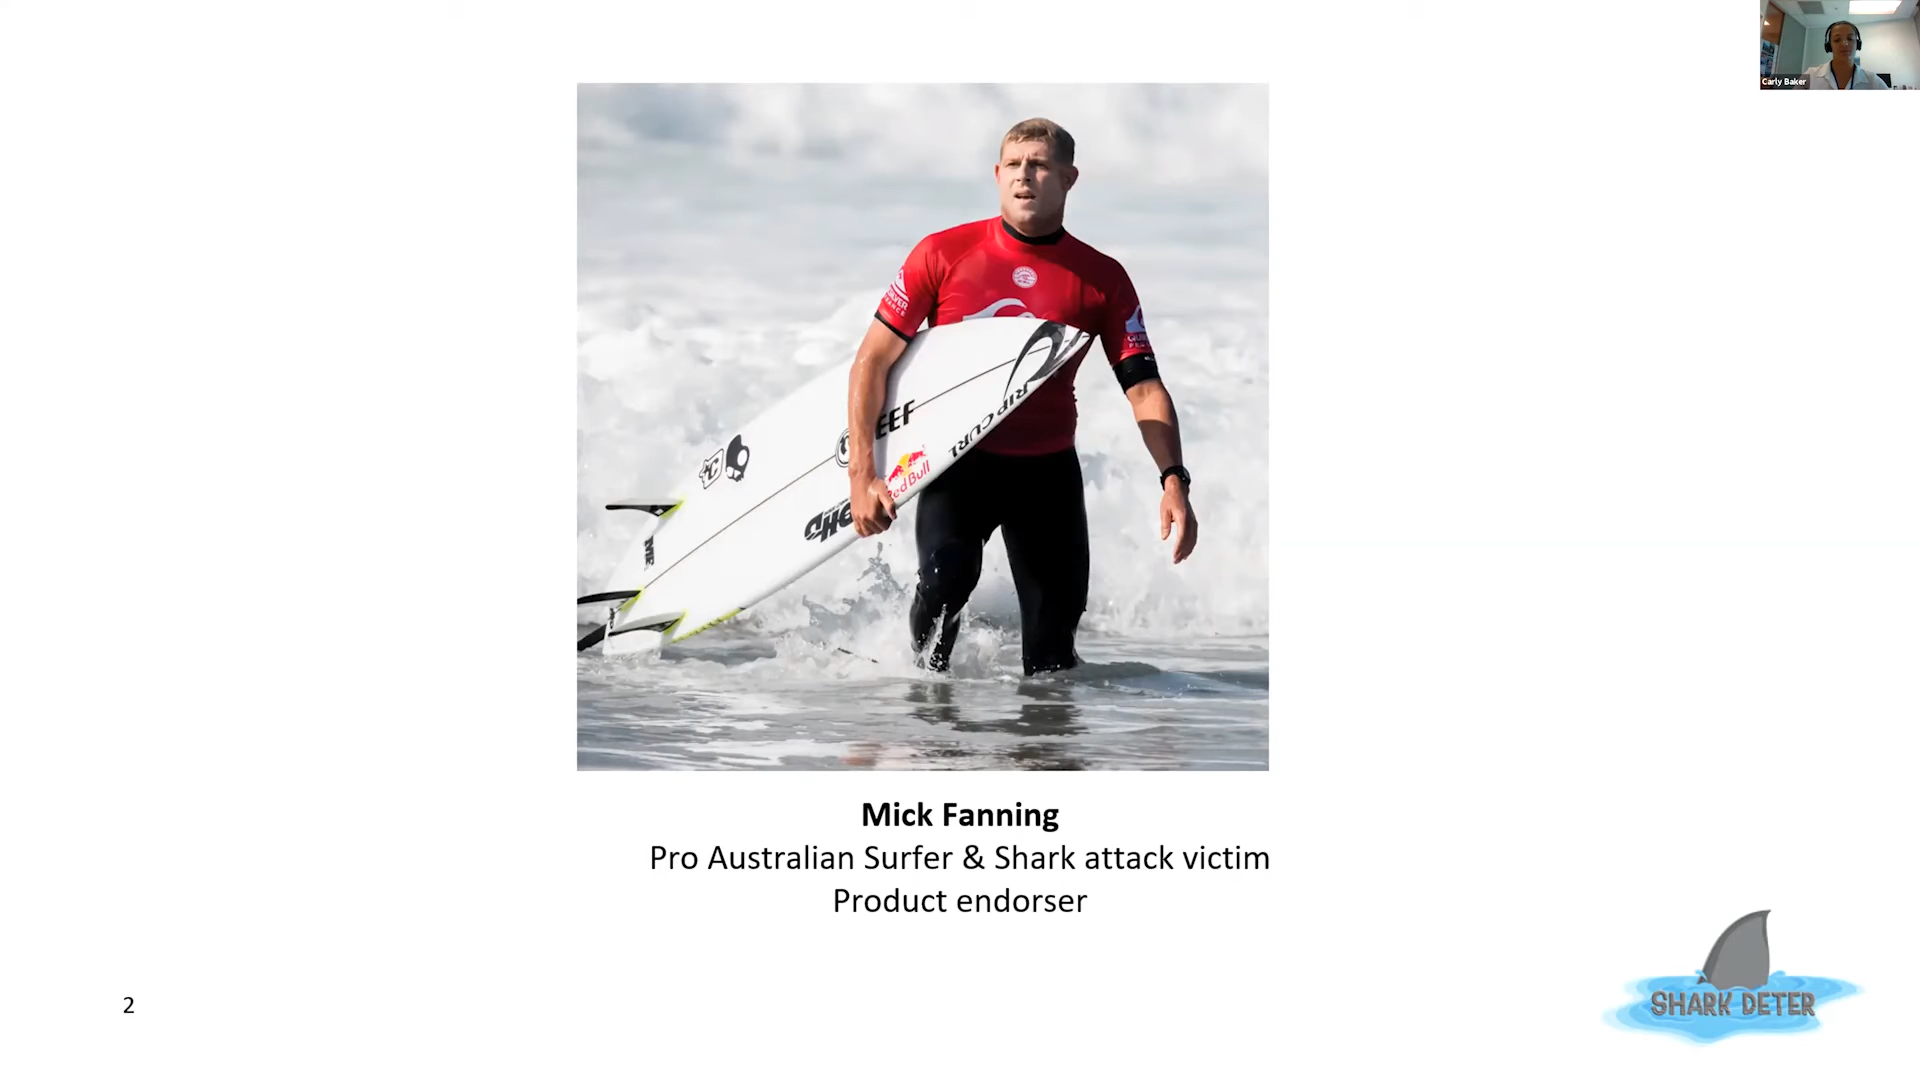 Carly Baker
EEF
RIP CURL
Red Bull
Mick Fanning
Pro Australian Surfer & Shark attack victim
Product endorser
2
SHARK DETER